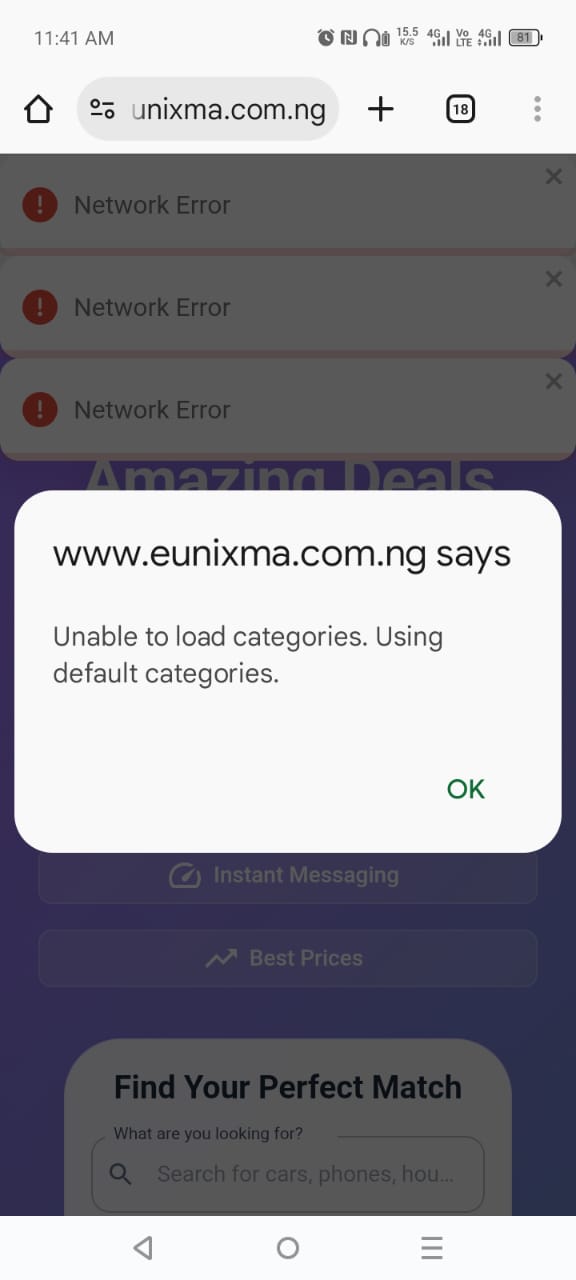 11:41 AM
15.5
K/S
4G
Vo
LTE
4G
81
unixma.com.ng
18
Network Error
Network Error
Network Error
Amazing Deals
www.eunixma.com.ng says
Unable to load categories. Using
default categories.
OK
Instant Messaging
Best Prices
Find Your Perfect Match
What are you looking for?
Search for cars, phones, hou...